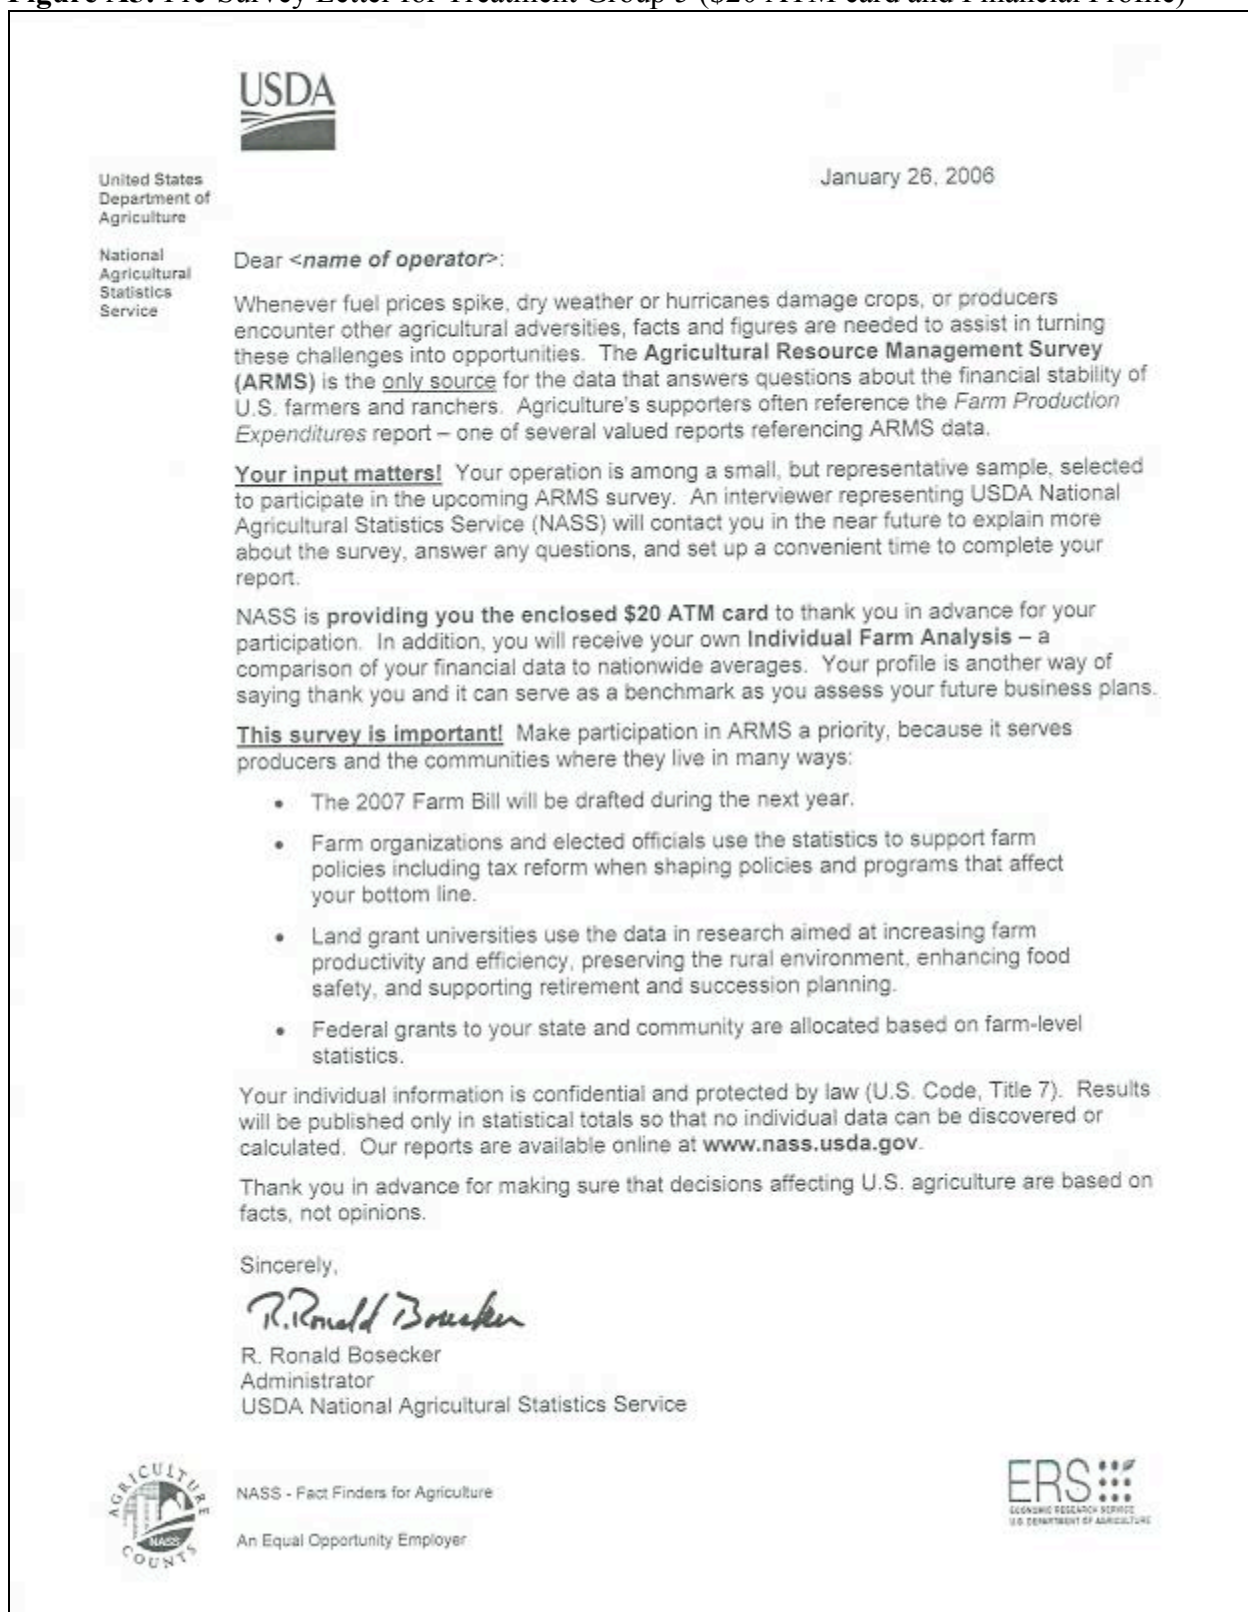 Figure A3: Pre-Survey Letter for Treatment Group 3 ($20 ATM card and Financial Profile)
USDA
United States
Department of
Agriculture
National
Agricultural
Statistics
Service
January 26, 2006
Dear <name of operator>:
Whenever fuel prices spike, dry weather or hurricanes damage crops, or producers
encounter other agricultural adversities, facts and figures are needed to assist in turning
these challenges into opportunities. The Agricultural Resource Management Survey
(ARMS) is the only source for the data that answers questions about the financial stability of
U.S. farmers and ranchers. Agriculture's supporters often reference the Farm Production
Expenditures report – one of several valued reports referencing ARMS data.
Your input matters! Your operation is among a small, but representative sample, selected
to participate in the upcoming ARMS survey. An interviewer representing USDA National
Agricultural Statistics Service (NASS) will contact you in the near future to explain more
about the survey, answer any questions, and set up a convenient time to complete your
report.
NASS is providing you the enclosed $20 ATM card to thank you in advance for your
participation. In addition, you will receive your own Individual Farm Analysis – a
comparison of your financial data to nationwide averages. Your profile is another way of
saying thank you and it can serve as a benchmark as you assess your future business plans.
This survey is important! Make participation in ARMS a priority, because it serves
producers and the communities where they live in many ways:
• The 2007 Farm Bill will be drafted during the next year.
• Farm organizations and elected officials use the statistics to support farm
policies including tax reform when shaping policies and programs that affect
your bottom line.
• Land grant universities use the data in research aimed at increasing farm
productivity and efficiency, preserving the rural environment, enhancing food
safety, and supporting retirement and succession planning.
• Federal grants to your state and community are allocated based on farm-level
statistics.
Your individual information is confidential and protected by law (U.S. Code, Title 7). Results
will be published only in statistical totals so that no individual data can be discovered or
calculated. Our reports are available online at www.nass.usda.gov.
Thank you in advance for making sure that decisions affecting U.S. agriculture are based on
facts, not opinions.
Sincerely,
R. Ronald Bosecker
R. Ronald Bosecker
Administrator
USDA National Agricultural Statistics Service
AGRICULTURE
NASS
COUNTS
NASS - Fact Finders for Agriculture
An Equal Opportunity Employer
ERS
ECONOMIC RESEARCH SERVICE
U.S. DEPARTMENT OF AGRICULTURE